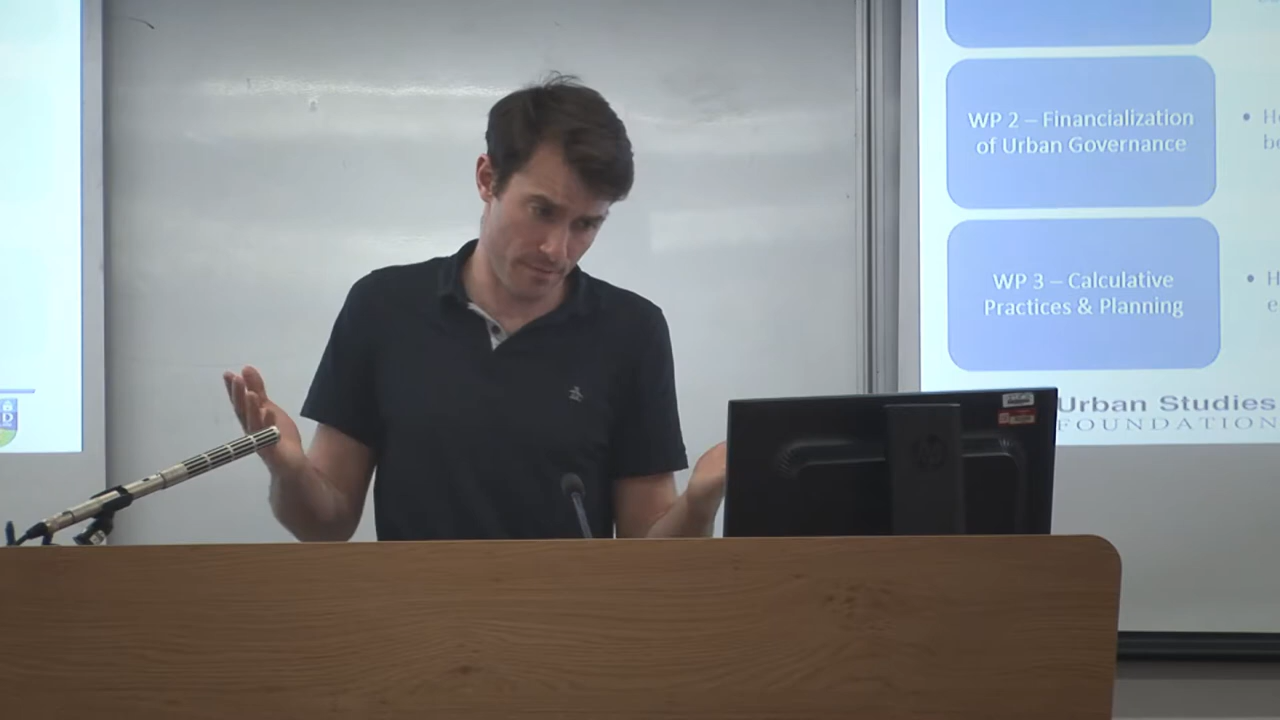 WP 2 – Financialization
of Urban Governance
WP 3 – Calculative
Practices & Planning
Urban Studies
FOUNDATION